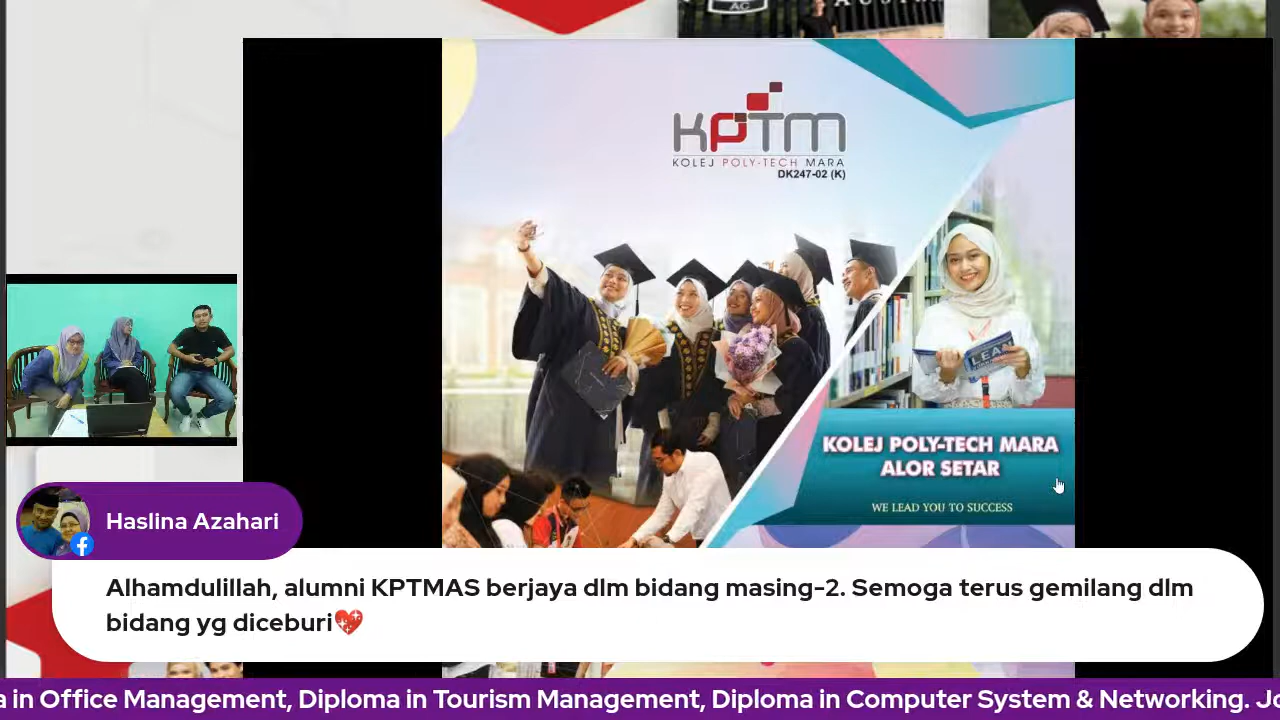 AC
KPTM
KOLEJ POLY-TECH MARA
DK247-02 (K)
LEAN
KOLEJ POLY-TECH MARA
ALOR SETAR
WE LEAD YOU TO SUCCESS
Haslina Azahari
Alhamdulillah, alumni KPTMAS berjaya dlm bidang masing-2. Semoga terus gemilang dlm
bidang yg diceburi💖
a in Office Management, Diploma in Tourism Management, Diploma in Computer System & Networking. Jo